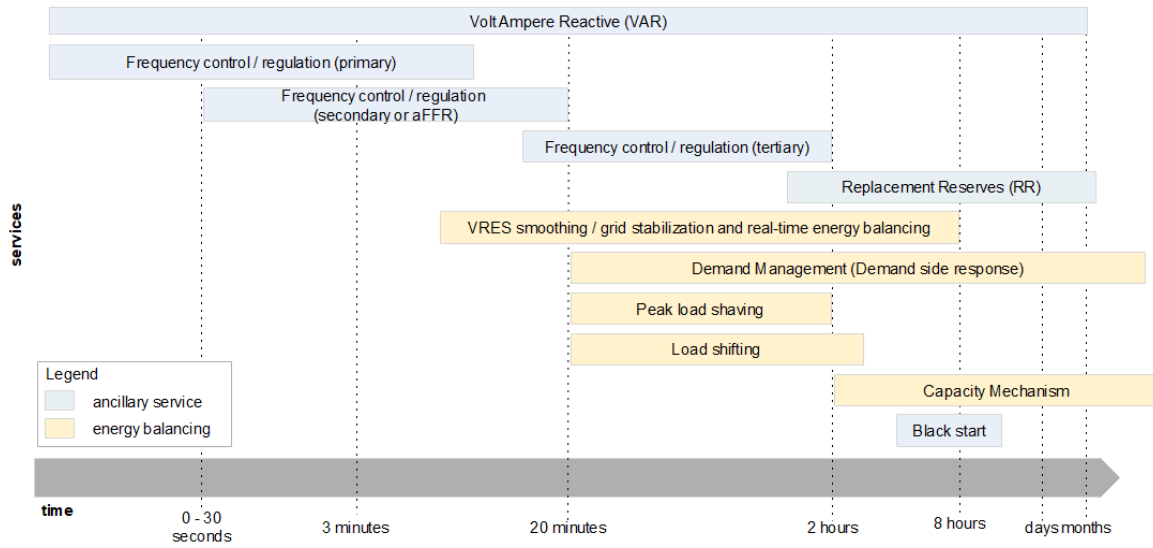 Volt Ampere Reactive (VAR)
Frequency control / regulation (primary)
Frequency control / regulation
(secondary or aFFR)
Frequency control / regulation (tertiary)
Replacement Reserves (RR)
VRES smoothing / grid stabilization and real-time energy balancing
Demand Management (Demand side response)
Peak load shaving
Load shifting
Capacity Mechanism
Black start
services
Legend
ancillary service
energy balancing
time
0 - 30
seconds
3 minutes
20 minutes
2 hours
8 hours
days
months